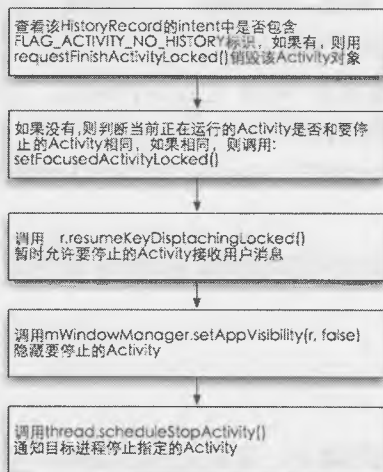 查看该HistoryRecord的intent中是否包含
FLAG_ACTIVITY_NO_HISTORY标识，如果有，则用
requestFinishActivityLocked()销毁该Activity对象
如果没有,则判断当前正在运行的Activity是否和要停
止的Activity相同，如果相同，则调用:
setFocusedActivityLocked()
调用 r.resumeKeyDisptachingLocked()
暂时允许要停止的Activity接收用户消息
调用mWindowManager.setAppVisibility(r, false)
隐藏要停止的Activity
调用thread.scheduleStopActivity()
通知目标进程停止指定的Activity